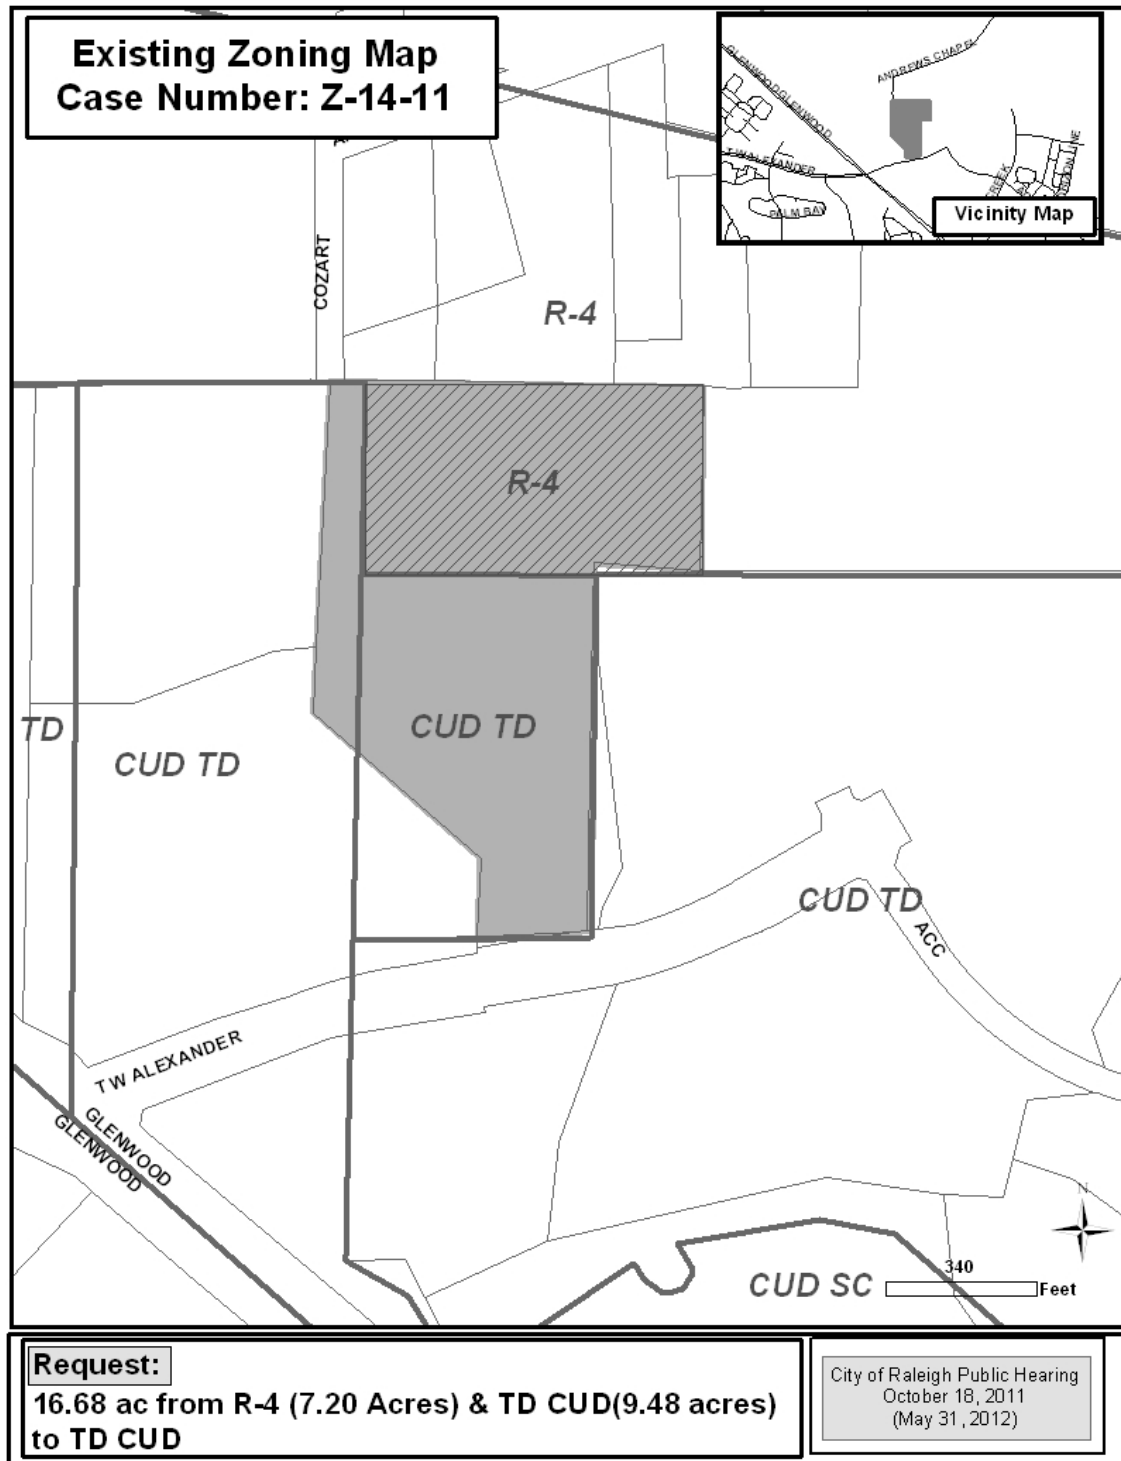 Existing Zoning Map
Case Number: Z-14-11
GLENWOOD
GLENWOOD
ANDREWS CHAPEL
T W ALEXANDER
PALM BAY
CREEK
Vicinity Map
COZART
R-4
R-4
TD
CUD TD
CUD TD
CUD TD
ACC
T W ALEXANDER
GLENWOOD
GLENWOOD
N
CUD SC
340
Feet
Request:
16.68 ac from R-4 (7.20 Acres) & TD CUD(9.48 acres)
to TD CUD
City of Raleigh Public Hearing
October 18, 2011
(May 31, 2012)